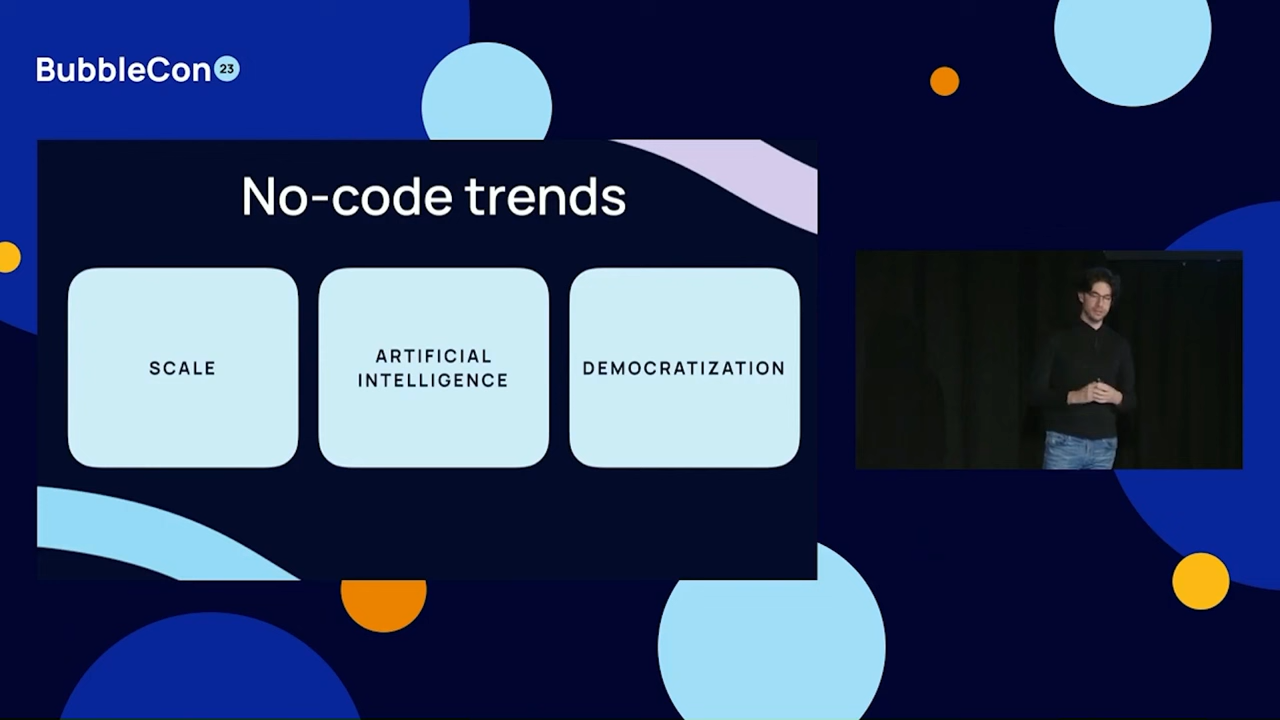 BubbleCon 23
No-code trends
SCALE
ARTIFICIAL
INTELLIGENCE
DEMOCRATIZATION